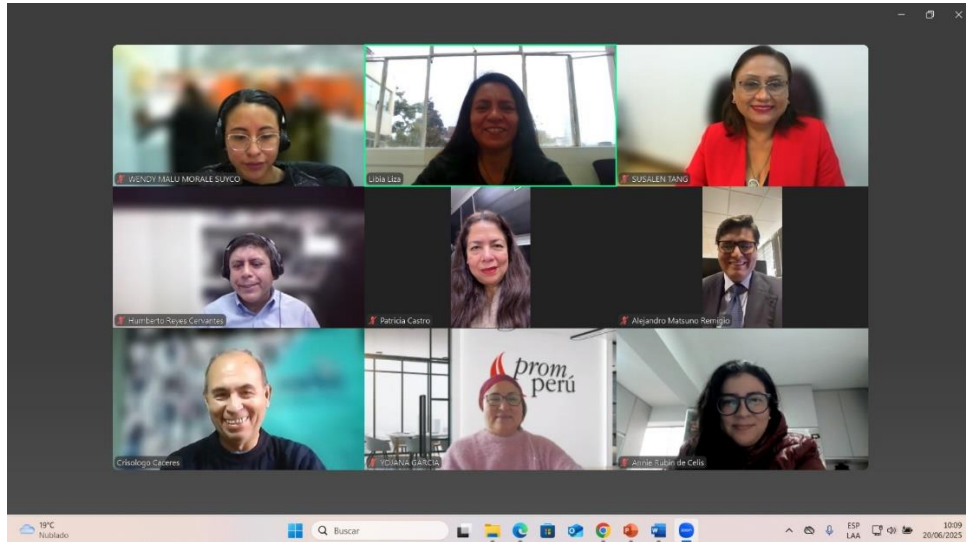 WENDY MALU MORALE SUYCO
Libia Liza
SUSALEN TANG
Humberto Reyes Cervantes
Patricia Castro
Alejandro Matsuno Remigio
Crisologo Caceres
prom
perú
YOJANA GARCIA
Annie Rubin de Celis
19°C
Nublado
Buscar
ESP
LAA
10:09
20/06/2025